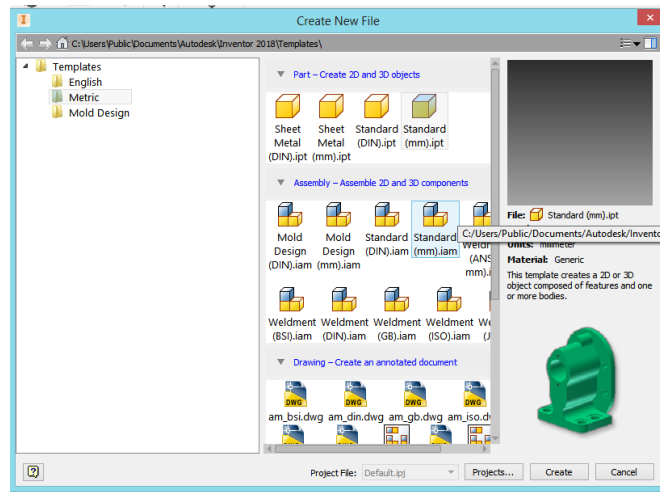 Create New File
C:\Users\Public\Documents\Autodesk\Inventor 2018\Templates\
Templates
English
Metric
Mold Design
Part – Create 2D and 3D objects
Sheet Metal (DIN).ipt
Sheet Metal (mm).ipt
Standard (DIN).ipt
Standard (mm).ipt
Assembly – Assemble 2D and 3D components
Mold Design (DIN).iam
Mold Design (mm).iam
Standard (DIN).iam
Standard (mm).iam
(ANS
mm).i
Weldment (BSI).iam
Weldment (DIN).iam
Weldment (GB).iam
Weldment (ISO).iam
We
(J
Drawing – Create an annotated document
DWG DWG DWG DWG
am_bsi.dwg am_din.dwg am_gb.dwg am_iso.d
File: Standard (mm).ipt
C:/Users/Public/Documents/Autodesk/Invento
Units: millimeter
Material: Generic
This template creates a 2D or 3D
object composed of features and one
or more bodies.
Project File: Default.ipj
Projects...
Create
Cancel